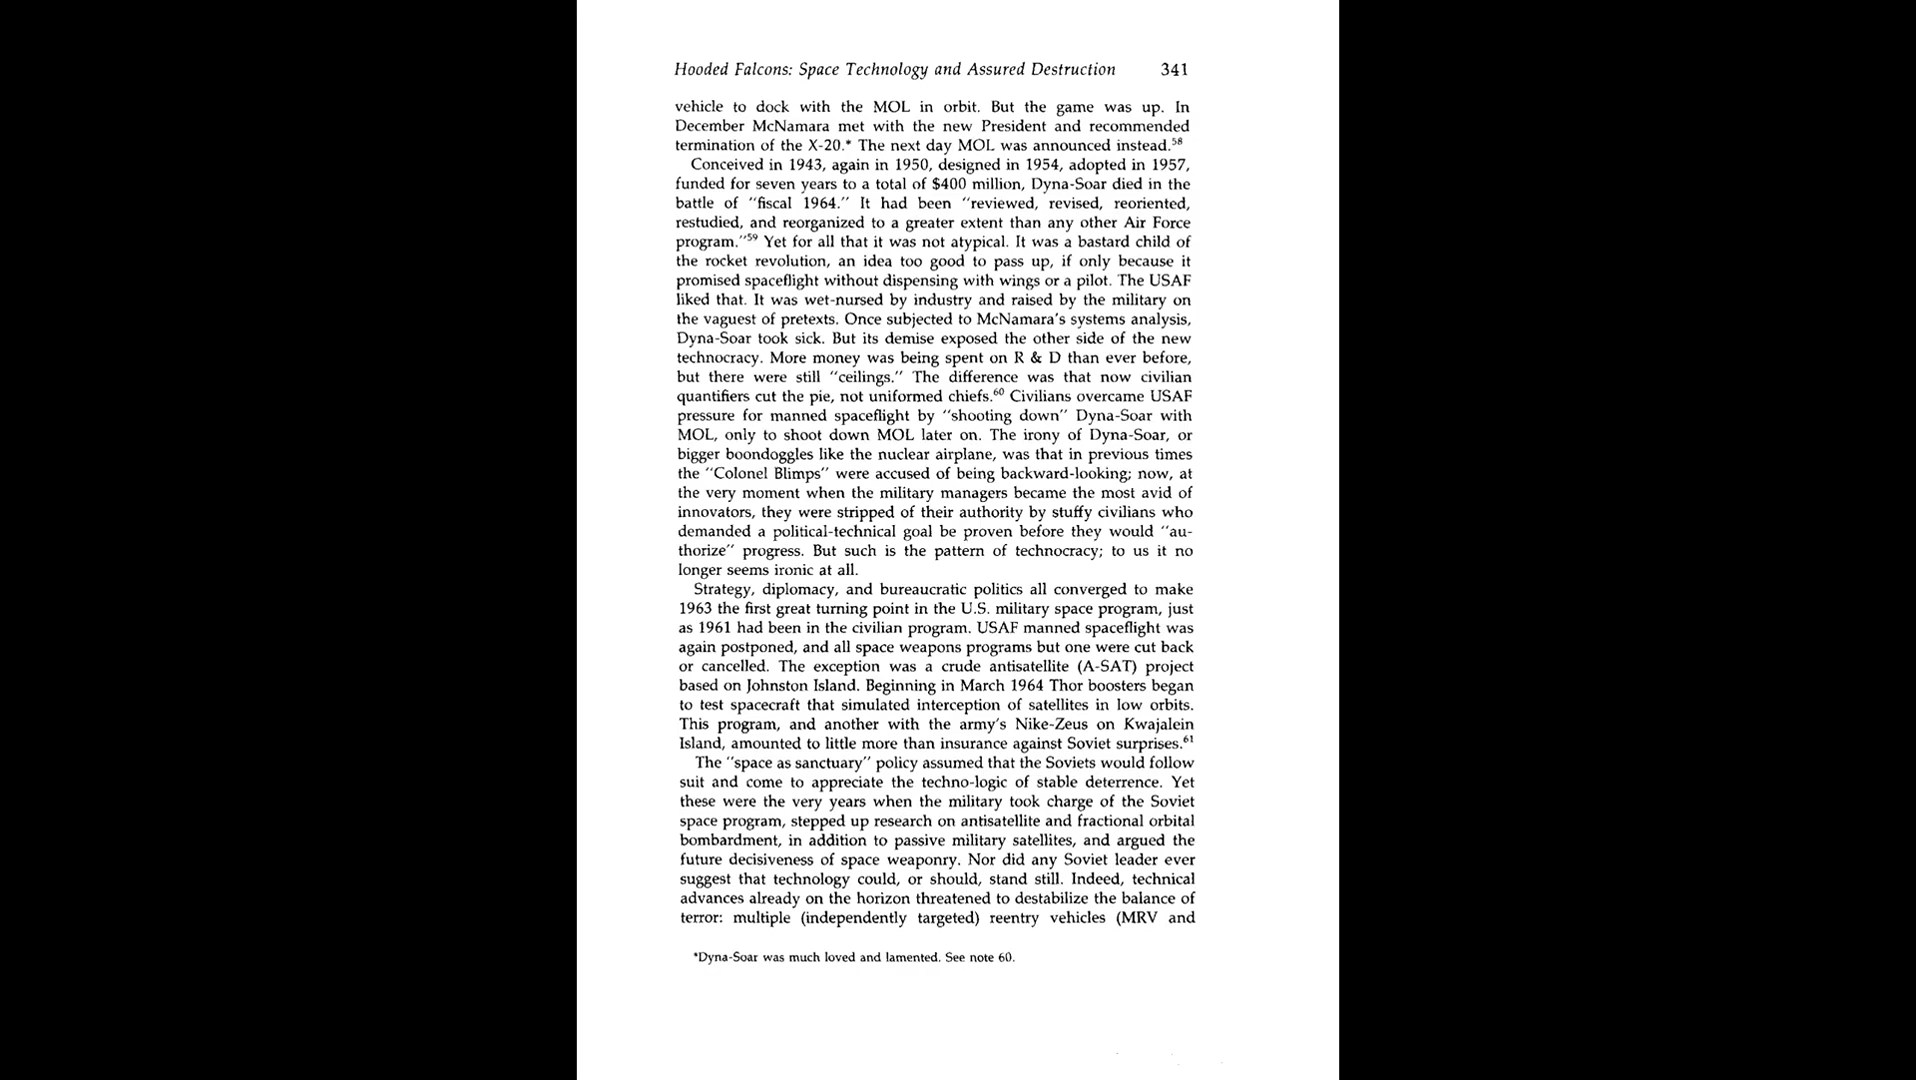 Hooded Falcons: Space Technology and Assured Destruction 341
vehicle to dock with the MOL in orbit. But the game was up. In
December McNamara met with the new President and recommended
termination of the X-20.* The next day MOL was announced instead.⁵⁸
Conceived in 1943, again in 1950, designed in 1954, adopted in 1957,
funded for seven years to a total of $400 million, Dyna-Soar died in the
battle of "fiscal 1964." It had been "reviewed, revised, reoriented,
restudied, and reorganized to a greater extent than any other Air Force
program."⁵⁹ Yet for all that it was not atypical. It was a bastard child of
the rocket revolution, an idea too good to pass up, if only because it
promised spaceflight without dispensing with wings or a pilot. The USAF
liked that. It was wet-nursed by industry and raised by the military on
the vaguest of pretexts. Once subjected to McNamara's systems analysis,
Dyna-Soar took sick. But its demise exposed the other side of the new
technocracy. More money was being spent on R & D than ever before,
but there were still "ceilings." The difference was that now civilian
quantifiers cut the pie, not uniformed chiefs.⁶⁰ Civilians overcame USAF
pressure for manned spaceflight by "shooting down" Dyna-Soar with
MOL, only to shoot down MOL later on. The irony of Dyna-Soar, or
bigger boondoggles like the nuclear airplane, was that in previous times
the "Colonel Blimps" were accused of being backward-looking; now, at
the very moment when the military managers became the most avid of
innovators, they were stripped of their authority by stuffy civilians who
demanded a political-technical goal be proven before they would "au-
thorize" progress. But such is the pattern of technocracy; to us it no
longer seems ironic at all.
Strategy, diplomacy, and bureaucratic politics all converged to make
1963 the first great turning point in the U.S. military space program, just
as 1961 had been in the civilian program. USAF manned spaceflight was
again postponed, and all space weapons programs but one were cut back
or cancelled. The exception was a crude antisatellite (A-SAT) project
based on Johnston Island. Beginning in March 1964 Thor boosters began
to test spacecraft that simulated interception of satellites in low orbits.
This program, and another with the army's Nike-Zeus on Kwajalein
Island, amounted to little more than insurance against Soviet surprises.⁶¹
The "space as sanctuary" policy assumed that the Soviets would follow
suit and come to appreciate the techno-logic of stable deterrence. Yet
these were the very years when the military took charge of the Soviet
space program, stepped up research on antisatellite and fractional orbital
bombardment, in addition to passive military satellites, and argued the
future decisiveness of space weaponry. Nor did any Soviet leader ever
suggest that technology could, or should, stand still. Indeed, technical
advances already on the horizon threatened to destabilize the balance of
terror: multiple (independently targeted) reentry vehicles (MRV and
*Dyna-Soar was much loved and lamented. See note 60.